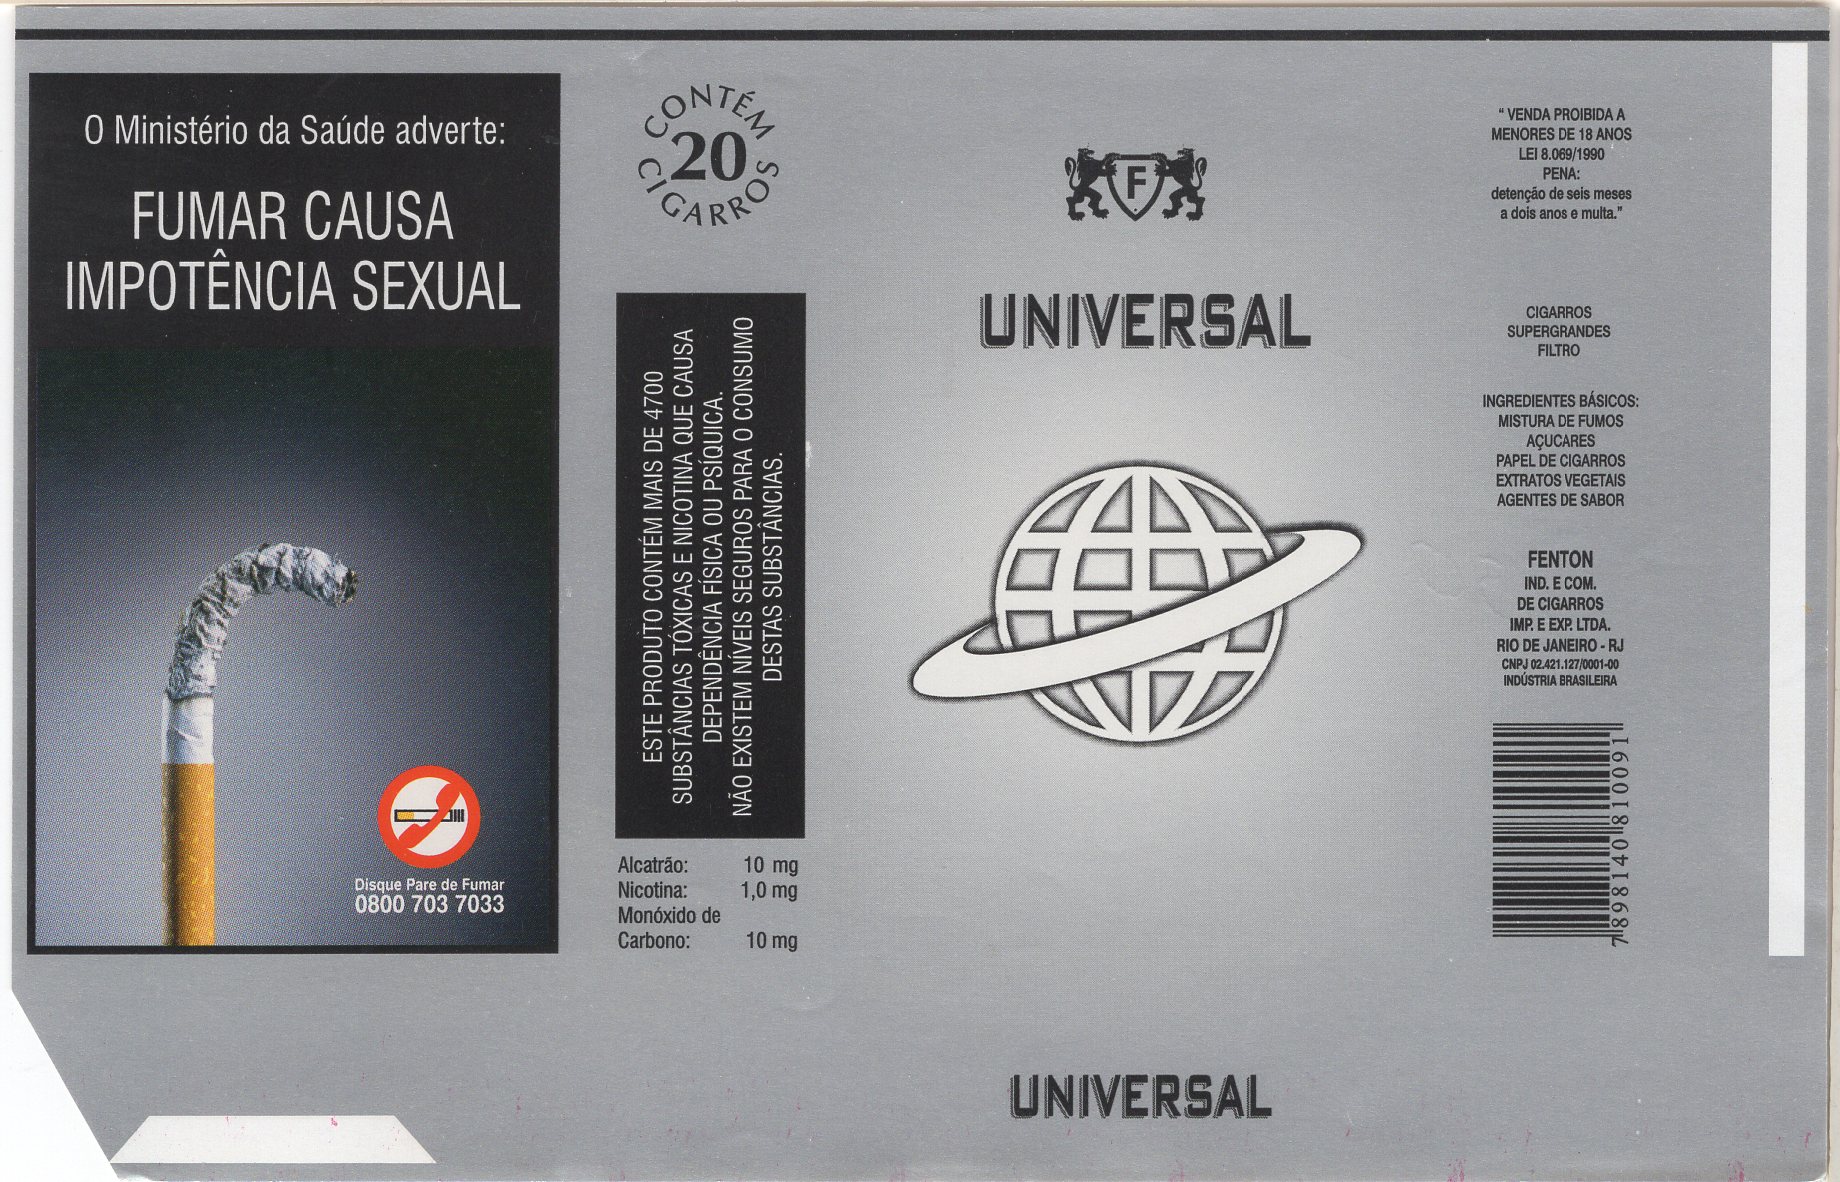 O Ministério da Saúde adverte:
FUMAR CAUSA
IMPOTÊNCIA SEXUAL
Disque Pare de Fumar
0800 703 7033
CONTÉM
20
CIGARROS
ESTE PRODUTO CONTÉM MAIS DE 4700
SUBSTÂNCIAS TÓXICAS E NICOTINA QUE CAUSA
DEPENDÊNCIA FÍSICA OU PSÍQUICA.
NÃO EXISTEM NÍVEIS SEGUROS PARA O CONSUMO
DESTAS SUBSTÂNCIAS.
Alcatrão: 10 mg
Nicotina: 1,0 mg
Monóxido de
Carbono: 10 mg
F
UNIVERSAL
UNIVERSAL
" VENDA PROIBIDA A
MENORES DE 18 ANOS
LEI 8.069/1990
PENA:
detenção de seis meses
a dois anos e multa."
CIGARROS
SUPERGRANDES
FILTRO
INGREDIENTES BÁSICOS:
MISTURA DE FUMOS
AÇUCARES
PAPEL DE CIGARROS
EXTRATOS VEGETAIS
AGENTES DE SABOR
FENTON
IND. E COM.
DE CIGARROS
IMP. E EXP. LTDA.
RIO DE JANEIRO - RJ
CNPJ 02.421.127/0001-00
INDÚSTRIA BRASILEIRA
7898140810091